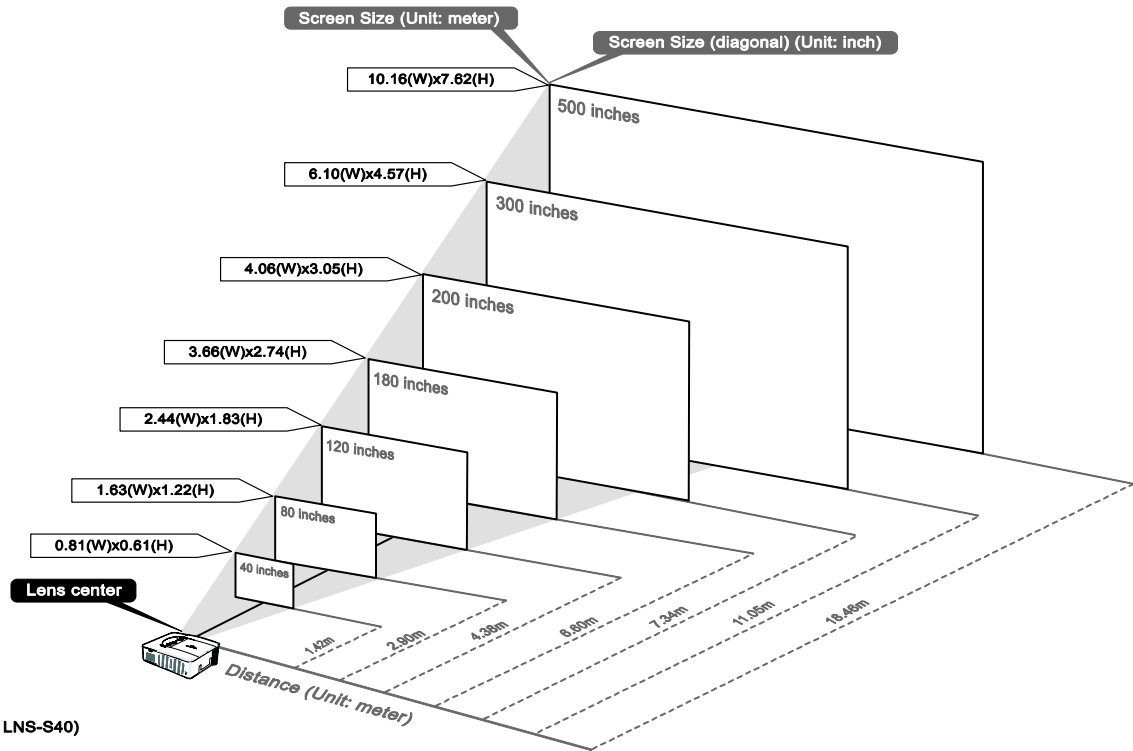 Screen Size (Unit: meter)
Screen Size (diagonal) (Unit: inch)
10.16(W)x7.62(H)
500 inches
6.10(W)x4.57(H)
300 inches
4.06(W)x3.05(H)
200 inches
3.66(W)x2.74(H)
180 inches
2.44(W)x1.83(H)
120 inches
1.63(W)x1.22(H)
80 inches
0.81(W)x0.61(H)
40 inches
Lens center
1.42m
2.90m
4.38m
6.60m
7.34m
11.05m
18.46m
Distance (Unit: meter)
LNS-S40)